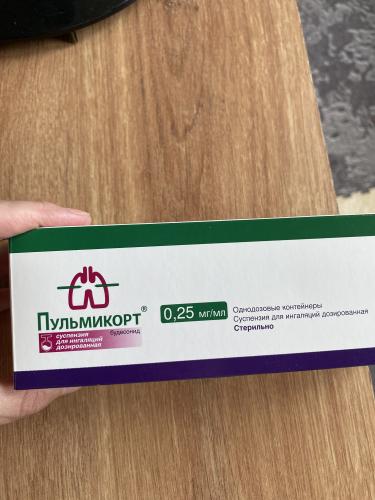 Пульмикорт®
будесонид
суспензия
для ингаляций
дозированная
0,25 мг/мл
Однодозовые контейнеры
Суспензия для ингаляций дозированная
Стерильно